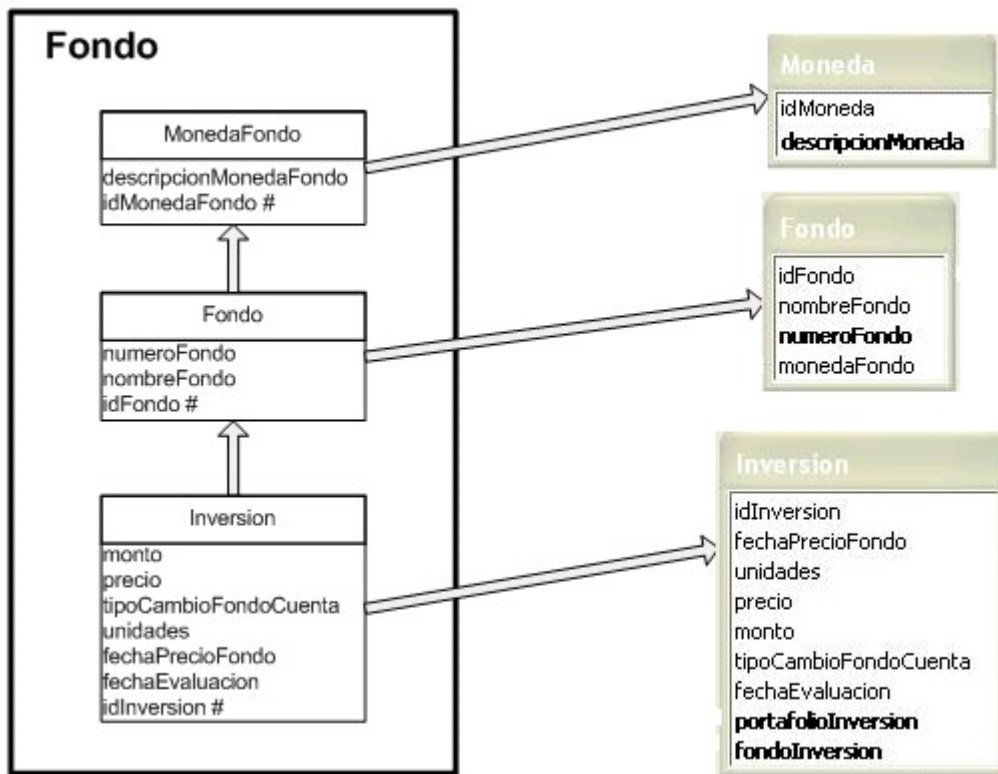 Fondo
MonedaFondo
descripcionMonedaFondo
idMonedaFondo #
Fondo
numeroFondo
nombreFondo
idFondo #
Inversion
monto
precio
tipoCambioFondoCuenta
unidades
fechaPrecioFondo
fechaEvaluacion
idInversion #
Moneda
idMoneda
descripcionMoneda
Fondo
idFondo
nombreFondo
numeroFondo
monedaFondo
Inversion
idInversion
fechaPrecioFondo
unidades
precio
monto
tipoCambioFondoCuenta
fechaEvaluacion
portafolioInversion
fondoInversion